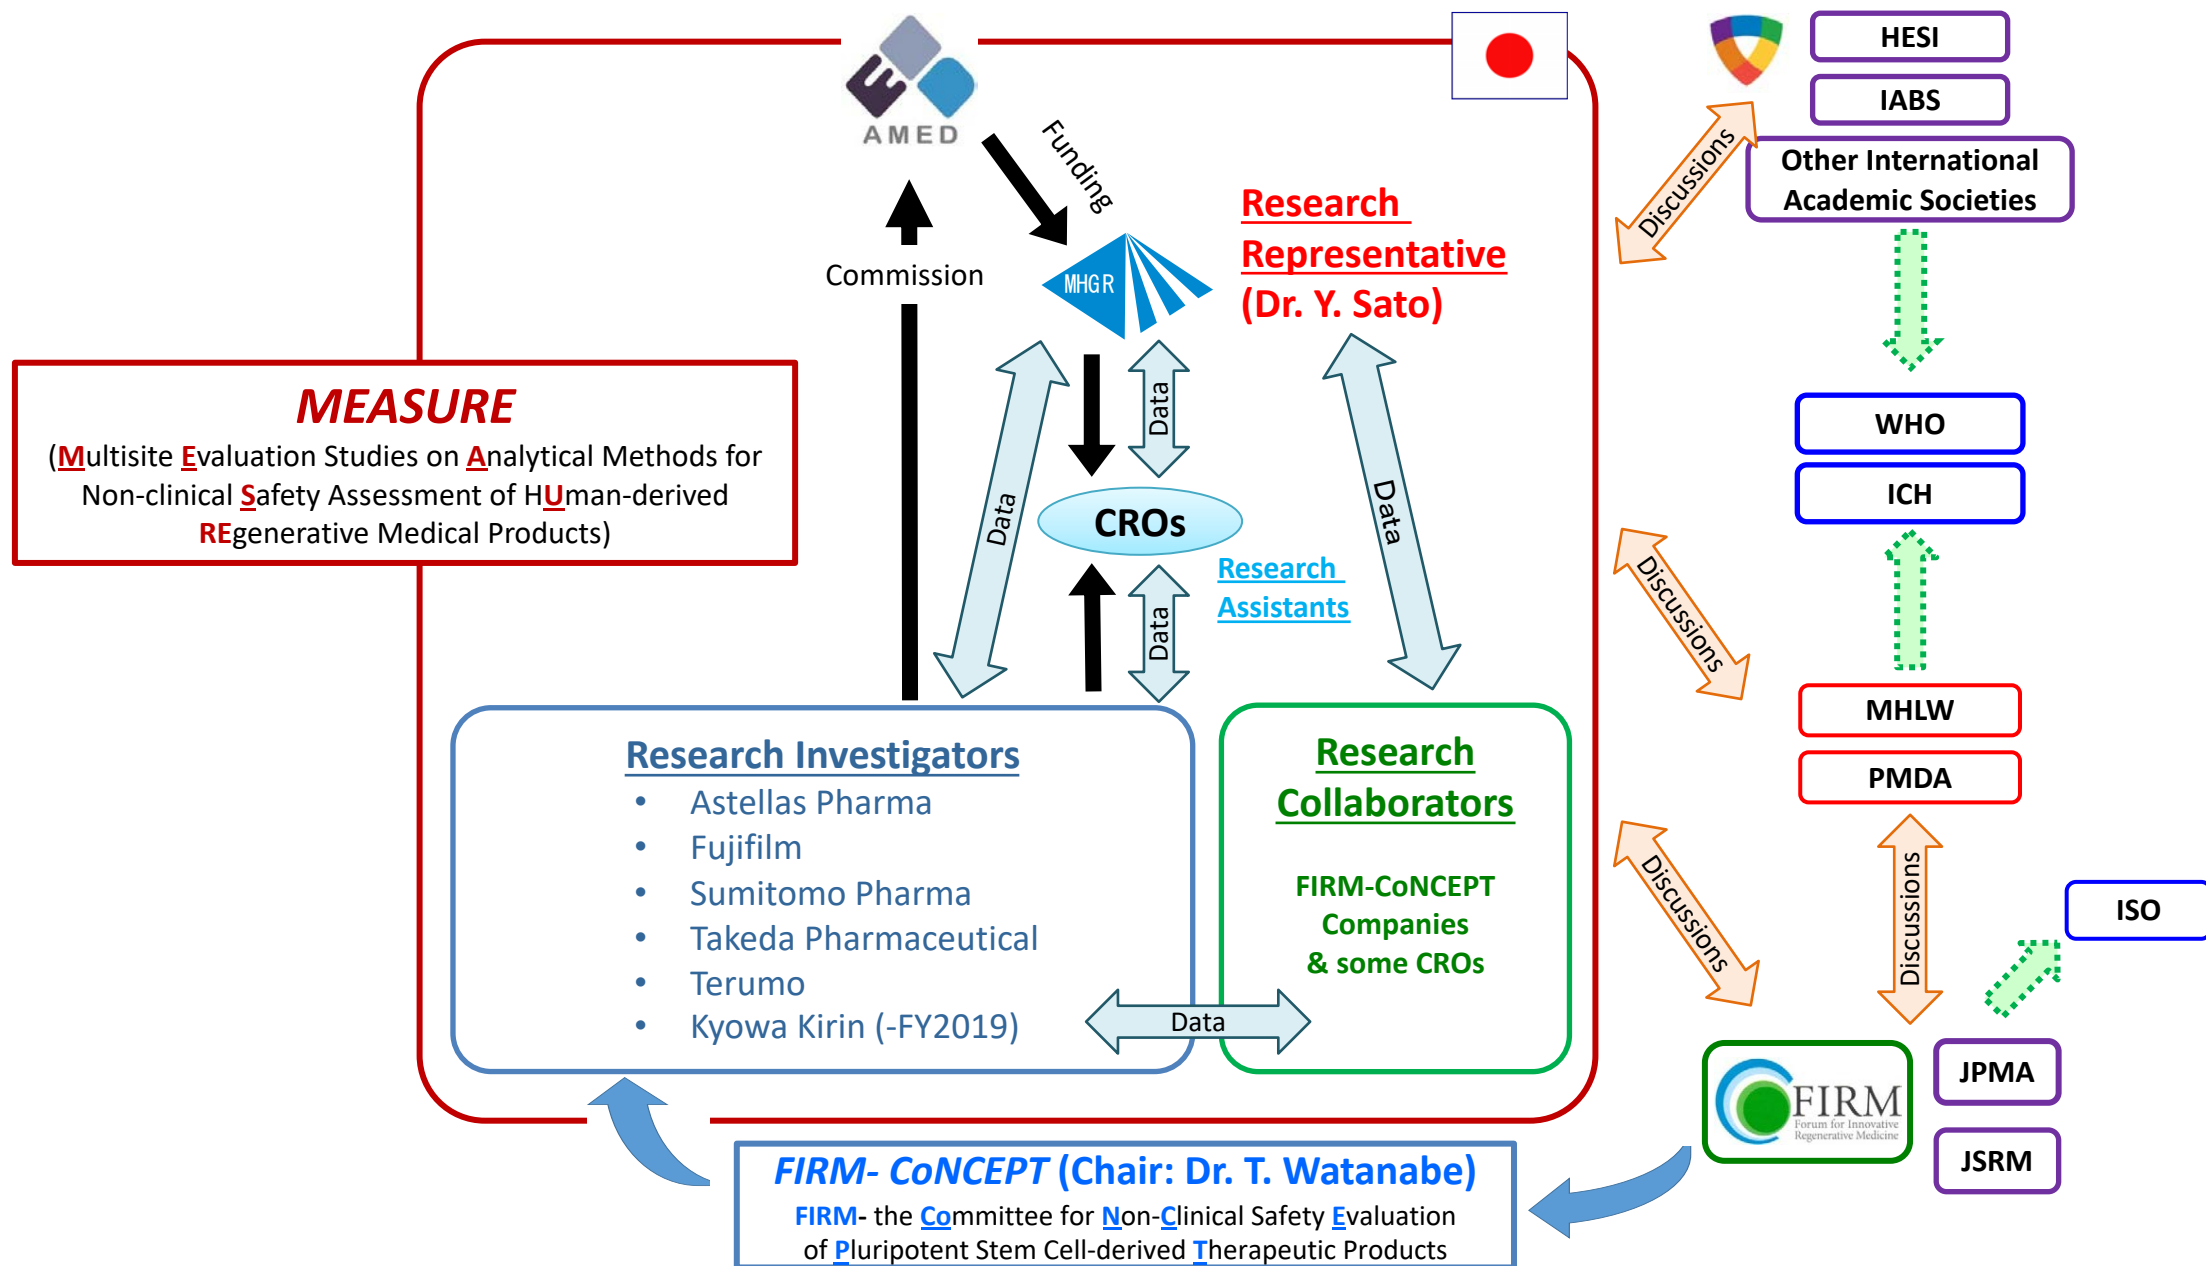 AMED
Funding
Commission
MHGR
Research
Representative
(Dr. Y. Sato)
MEASURE
(Multisite Evaluation Studies on Analytical Methods for
Non-clinical Safety Assessment of HUman-derived
REgenerative Medical Products)
Data
Data
Data
CROs
Research
Assistants
Data
Research Investigators
• Astellas Pharma
• Fujifilm
• Sumitomo Pharma
• Takeda Pharmaceutical
• Terumo
• Kyowa Kirin (-FY2019)
Data
Research
Collaborators
FIRM-CoNCEPT
Companies
& some CROs
FIRM- CoNCEPT (Chair: Dr. T. Watanabe)
FIRM- the Committee for Non-Clinical Safety Evaluation
of Pluripotent Stem Cell-derived Therapeutic Products
HESI
IABS
Other International
Academic Societies
Discussions
WHO
ICH
Discussions
MHLW
PMDA
Discussions
Discussions
ISO
FIRM
Forum for Innovative
Regenerative Medicine
JPMA
JSRM